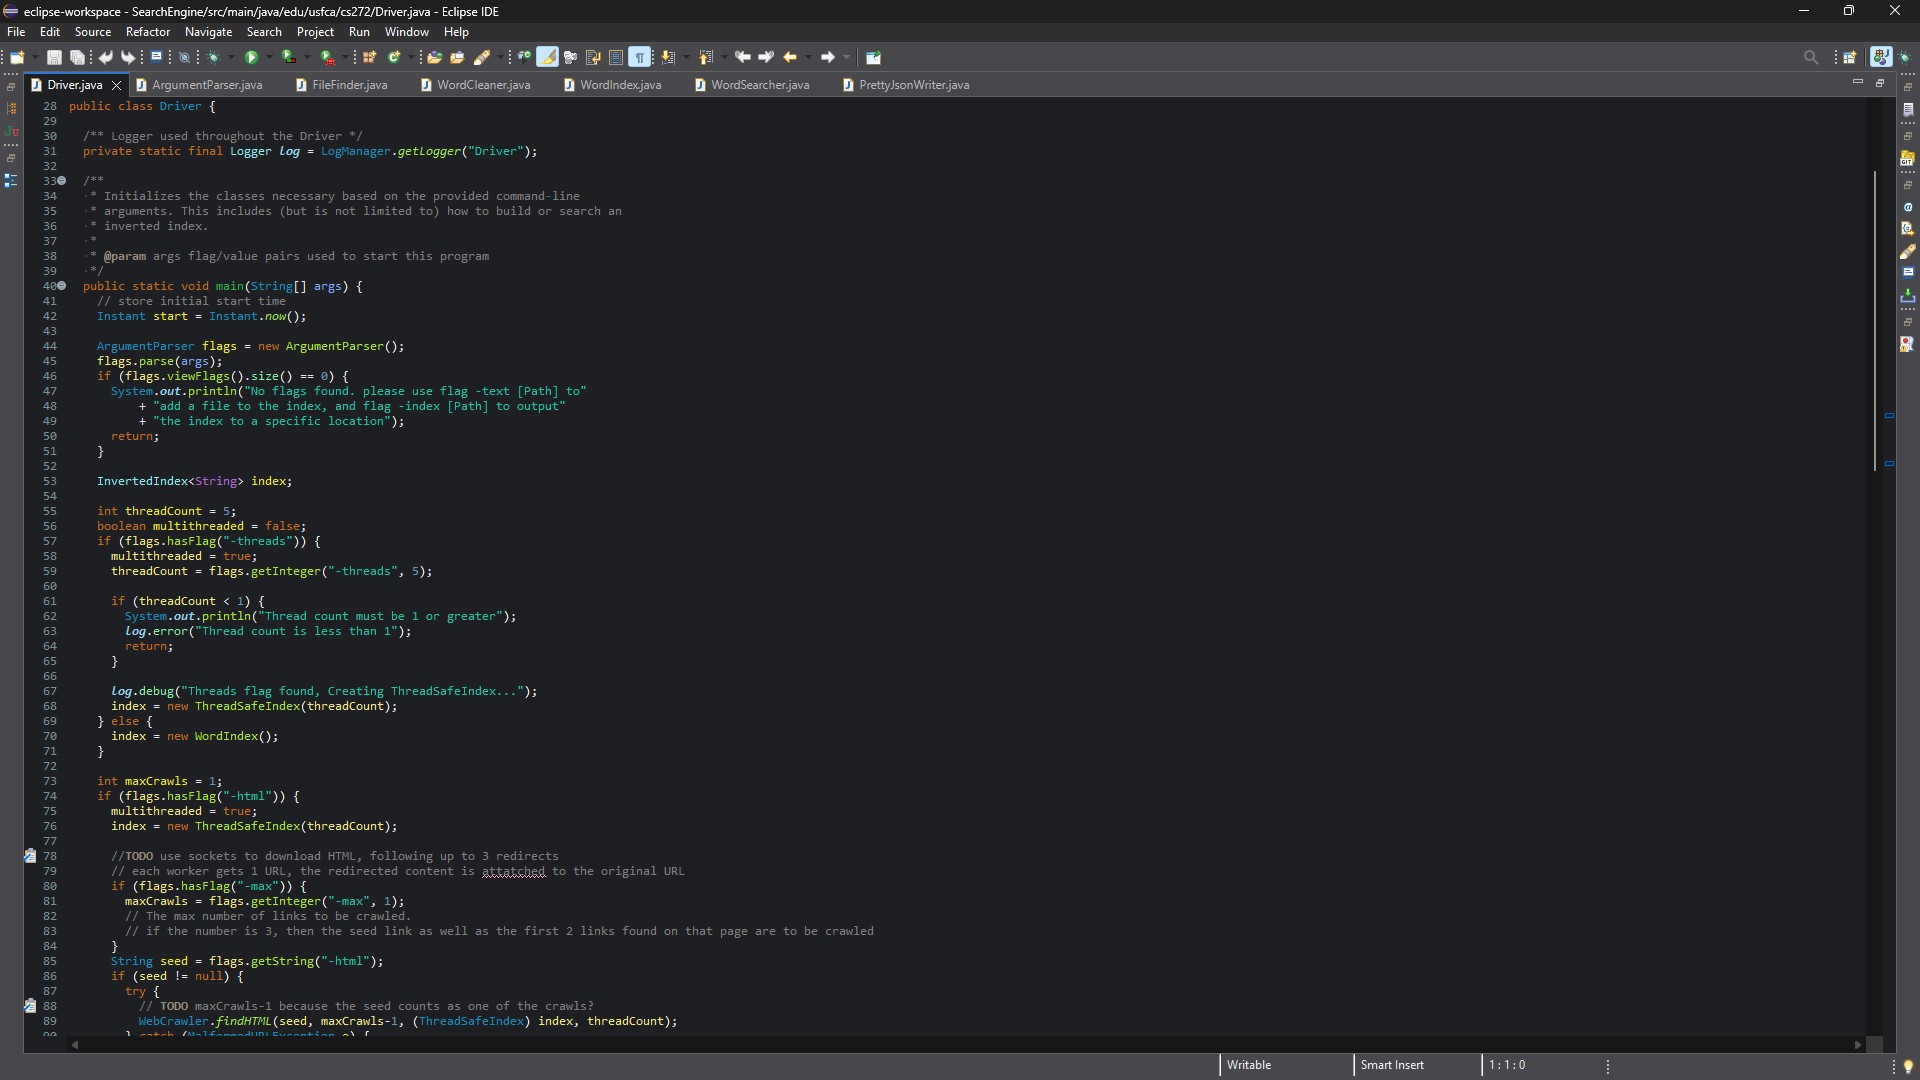 eclipse-workspace - SearchEngine/src/main/java/edu/usfca/cs272/Driver.java - Eclipse IDE
File Edit Source Refactor Navigate Search Project Run Window Help
Driver.java ArgumentParser.java FileFinder.java WordCleaner.java WordIndex.java WordSearcher.java PrettyJsonWriter.java
28 public class Driver {
29
30 /** Logger used throughout the Driver */
31 private static final Logger log = LogManager.getLogger("Driver");
32
33 /**
34 * Initializes the classes necessary based on the provided command-line
35 * arguments. This includes (but is not limited to) how to build or search an
36 * inverted index.
37 *
38 * @param args flag/value pairs used to start this program
39 */
40 public static void main(String[] args) {
41 // store initial start time
42 Instant start = Instant.now();
43
44 ArgumentParser flags = new ArgumentParser();
45 flags.parse(args);
46 if (flags.viewFlags().size() == 0) {
47 System.out.println("No flags found. please use flag -text [Path] to"
48 + "add a file to the index, and flag -index [Path] to output"
49 + "the index to a specific location");
50 return;
51 }
52
53 InvertedIndex<String> index;
54
55 int threadCount = 5;
56 boolean multithreaded = false;
57 if (flags.hasFlag("-threads")) {
58 multithreaded = true;
59 threadCount = flags.getInteger("-threads", 5);
60
61 if (threadCount < 1) {
62 System.out.println("Thread count must be 1 or greater");
63 log.error("Thread count is less than 1");
64 return;
65 }
66
67 log.debug("Threads flag found, Creating ThreadSafeIndex...");
68 index = new ThreadSafeIndex(threadCount);
69 } else {
70 index = new WordIndex();
71 }
72
73 int maxCrawls = 1;
74 if (flags.hasFlag("-html")) {
75 multithreaded = true;
76 index = new ThreadSafeIndex(threadCount);
77
78 //TODO use sockets to download HTML, following up to 3 redirects
79 // each worker gets 1 URL, the redirected content is attatched to the original URL
80 if (flags.hasFlag("-max")) {
81 maxCrawls = flags.getInteger("-max", 1);
82 // The max number of links to be crawled.
83 // if the number is 3, then the seed link as well as the first 2 links found on that page are to be crawled
84 }
85 String seed = flags.getString("-html");
86 if (seed != null) {
87 try {
88 // TODO maxCrawls-1 because the seed counts as one of the crawls?
89 WebCrawler.findHTML(seed, maxCrawls-1, (ThreadSafeIndex) index, threadCount);
90 } catch (MalformedURLException e) {
Writable Smart Insert 1 : 1 : 0